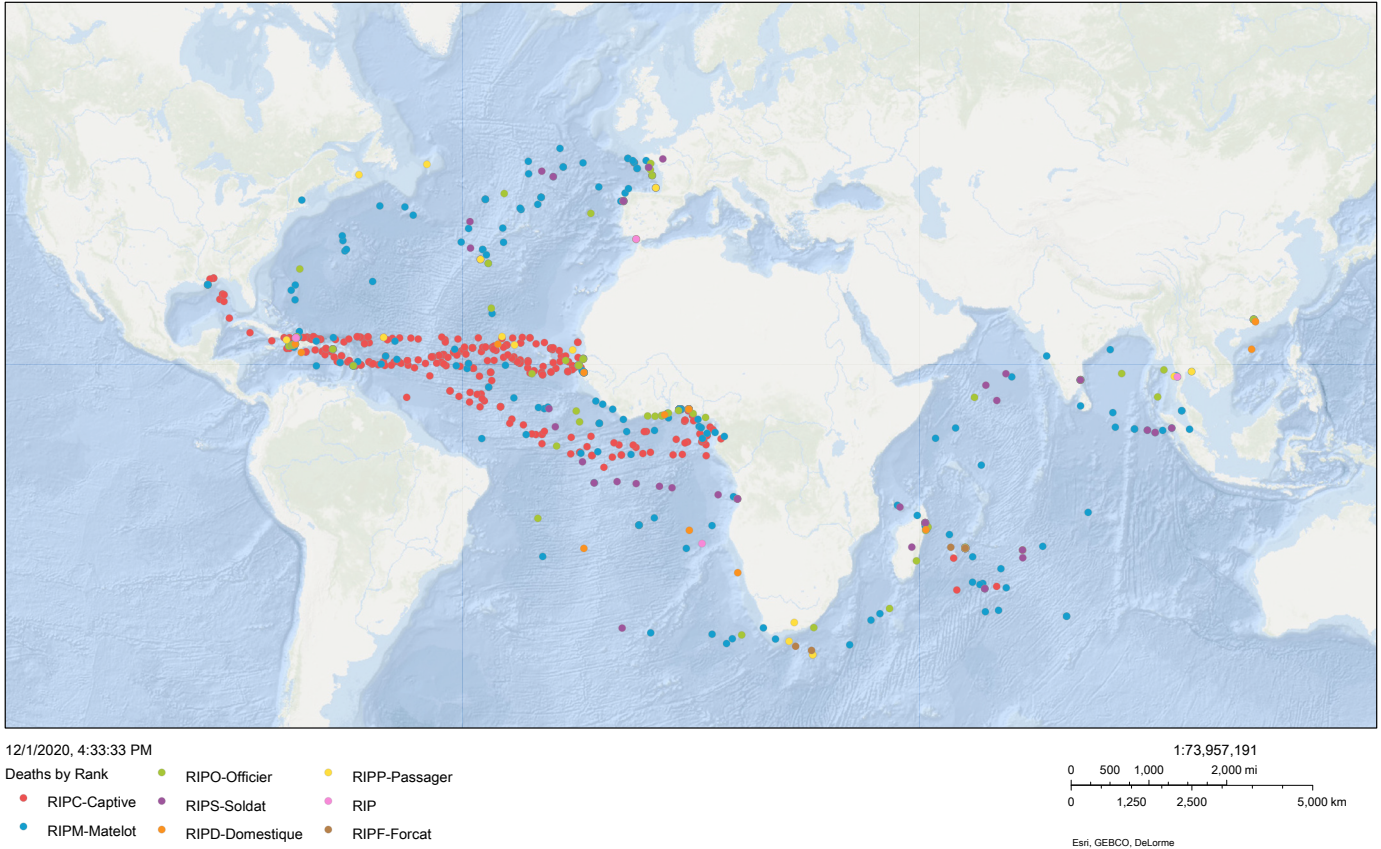 12/1/2020, 4:33:33 PM
Deaths by Rank
RIPC-Captive
RIPM-Matelot
RIPO-Officier
RIPS-Soldat
RIPD-Domestique
RIPP-Passager
RIP
RIPF-Forcat
1:73,957,191
0 500 1,000 2,000 mi
0 1,250 2,500 5,000 km
Esri, GEBCO, DeLorme